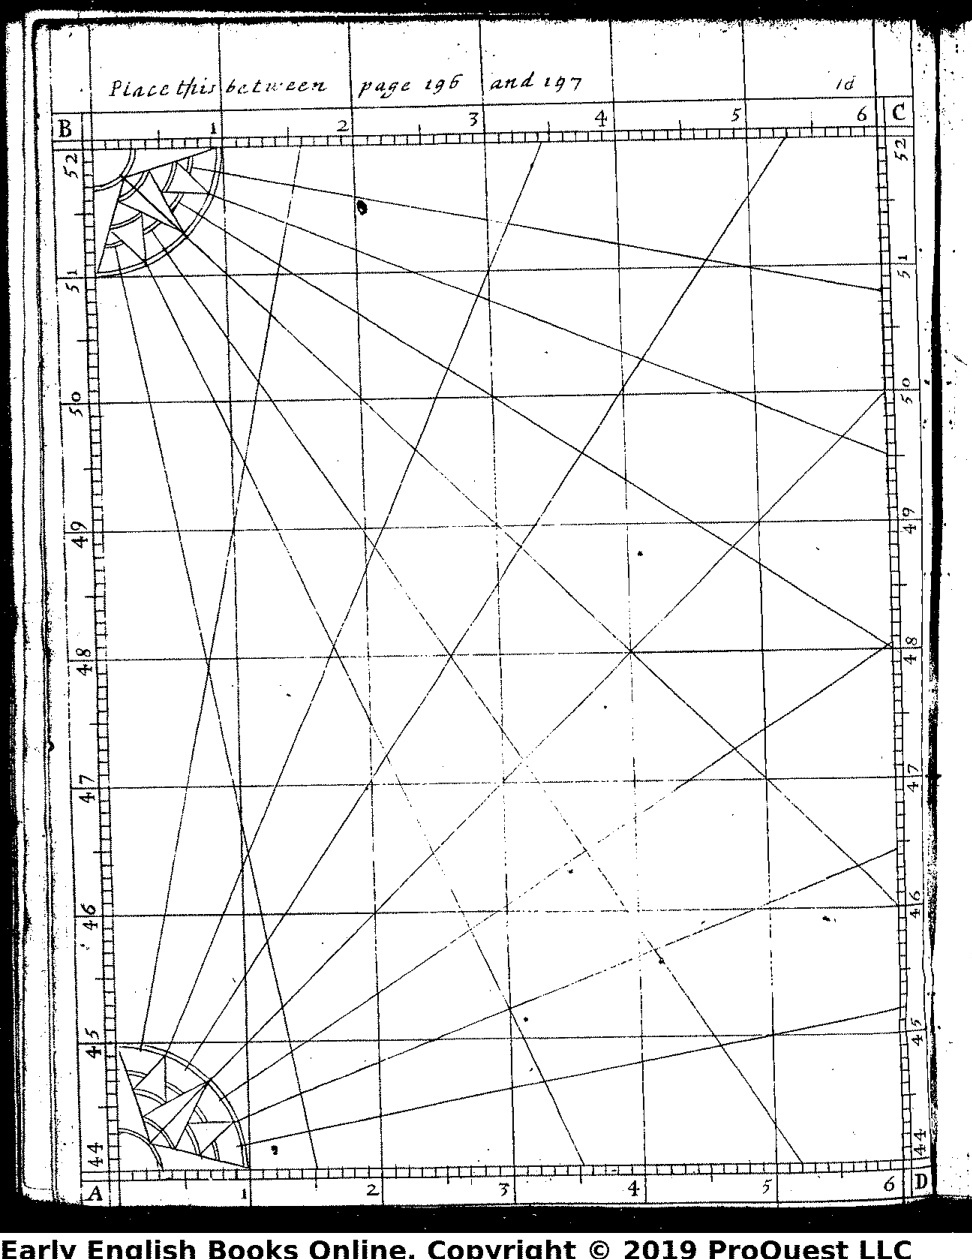 Place this between page 196 and 197 1d
B 1 2 3 4 5 6 C
52 52
51 51
50 50
49 49
48 48
47 47
46 46
45 45
44 44
A 1 2 3 4 5 6 D
Early English Books Online, Copyright © 2019 ProQuest LLC